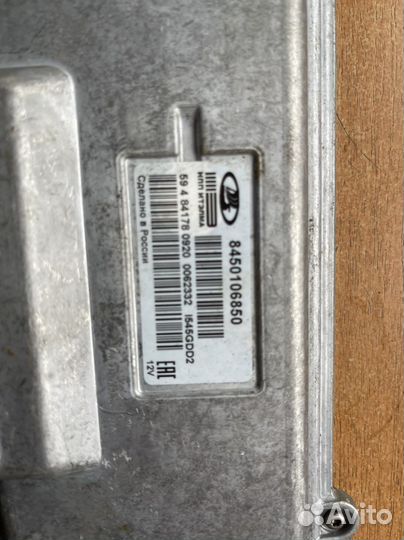 8450106850
НПП ИТЭЛМА
59 4 84178 0920 0062332 I545GDD2
Сделано в России
EAC
12V
Avito